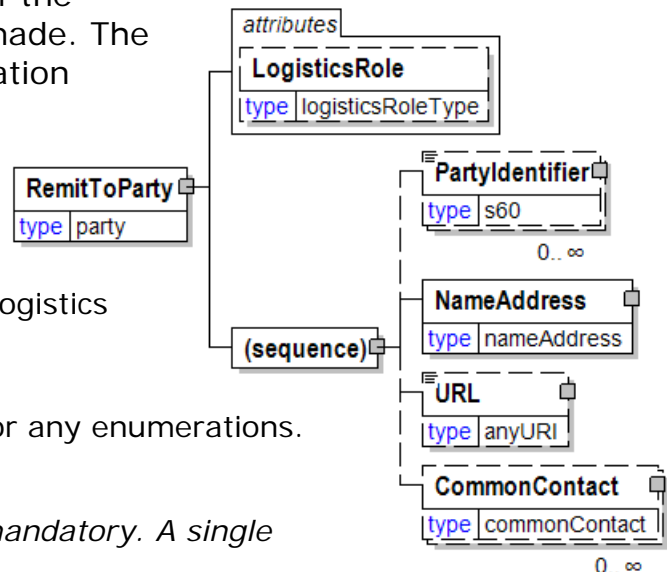 made. The
attributes
LogisticsRole
type logisticsRoleType
RemitToParty
type party
PartyIdentifier
type s60
0.. ∞
ogistics
NameAddress
type nameAddress
(sequence)
URL
type anyURI
or any enumerations.
CommonContact
type commonContact
mandatory. A single
0.. ∞